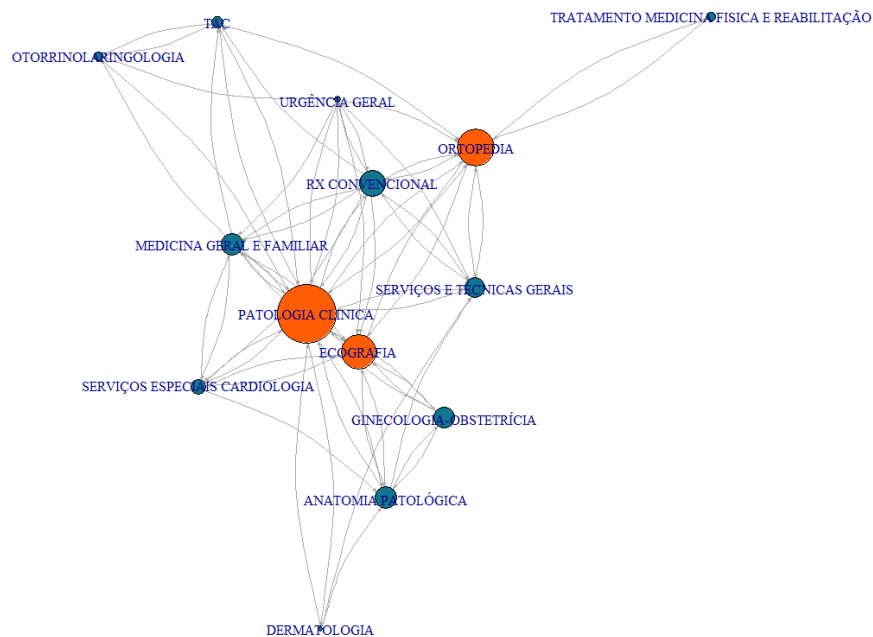 TAC
TRATAMENTO MEDICINA FISICA E REABILITAÇÃO
OTORRINOLARINGOLOGIA
URGÊNCIA GERAL
ORTOPEDIA
RX CONVENCIONAL
MEDICINA GERAL E FAMILIAR
SERVIÇOS E TÉCNICAS GERAIS
PATOLOGIA CLÍNICA
ECOGRAFIA
SERVIÇOS ESPECIAIS CARDIOLOGIA
GINECOLOGIA-OBSTETRÍCIA
ANATOMIA PATOLÓGICA
DERMATOLOGIA